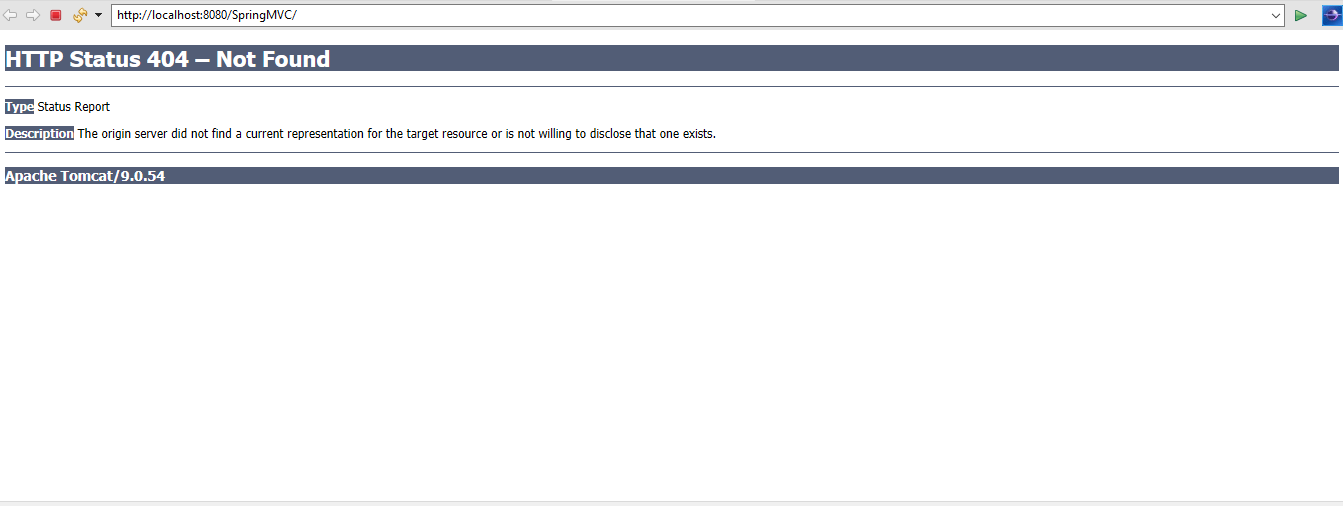 http://localhost:8080/SpringMVC/
HTTP Status 404 – Not Found
Type Status Report
Description The origin server did not find a current representation for the target resource or is not willing to disclose that one exists.
Apache Tomcat/9.0.54